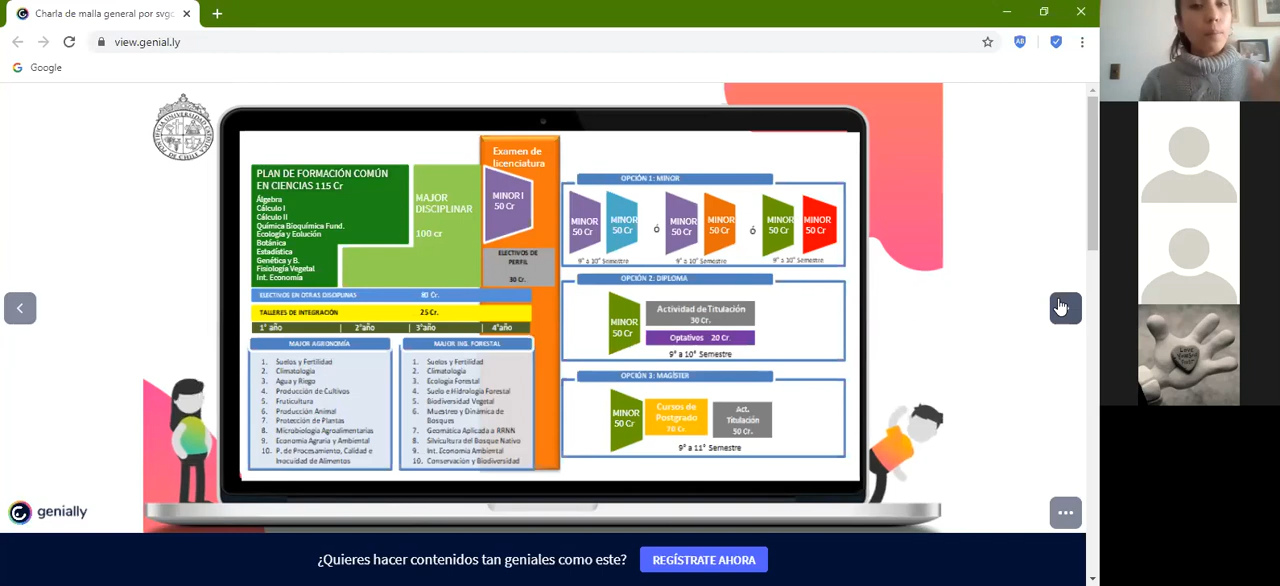 Charla de malla general por svgc
view.genial.ly
Google
PONTIFICIA UNIVERSIDAD CATOLICA DE CHILE
PLAN DE FORMACIÓN COMÚN
EN CIENCIAS 115 Cr
Álgebra
Cálculo I
Cálculo II
Química Bioquímica Fund.
Ecología y Eolución
Botánica
Estadística
Genética y B.
Fisiología Vegetal
Int. Economía
MAJOR
DISCIPLINAR
100 cr
Examen de
licenciatura
MINOR I
50 Cr
ELECTIVOS DE
PERFIL
30 Cr.
ELECTIVOS EN OTRAS DISCIPLINAS 80 Cr.
TALLERES DE INTEGRACIÓN 25 Cr.
1° año | 2°año | 3°año | 4°año
MAJOR AGRONOMÍA
1. Suelos y Fertilidad
2. Climatología
3. Agua y Riego
4. Producción de Cultivos
5. Fruticultura
6. Producción Animal
7. Protección de Plantas
8. Microbiología Agroalimentarias
9. Economía Agraria y Ambiental
10. P. de Procesamiento, Calidad e
Inocuidad de Alimentos
MAJOR ING. FORESTAL
1. Suelos y Fertilidad
2. Climatología
3. Ecología Forestal
4. Suelo e Hidrología Forestal
5. Biodiversidad Vegetal
6. Muestreo y Dinámica de
Bosques
7. Geomática Aplicada a RRNN
8. Silvicultura del Bosque Nativo
9. Int. Economía Ambiental
10. Conservación y Biodiversidad
OPCIÓN 1: MINOR
MINOR
50 Cr
MINOR
50 Cr
ó
MINOR
50 Cr
MINOR
50 Cr
ó
MINOR
50 Cr
MINOR
50 Cr
9° a 10° Semestre
9° a 10° Semestre
9° a 10° Semestre
OPCIÓN 2: DIPLOMA
MINOR
50 Cr
Actividad de Titulación
30 Cr.
Optativos 20 Cr.
9° a 10° Semestre
OPCIÓN 3: MAGÍSTER
MINOR
50 Cr
Cursos de
Postgrado
70 Cr.
Act.
Titulación
50 Cr.
9° a 11° Semestre
genially
¿Quieres hacer contenidos tan geniales como este?
REGÍSTRATE AHORA